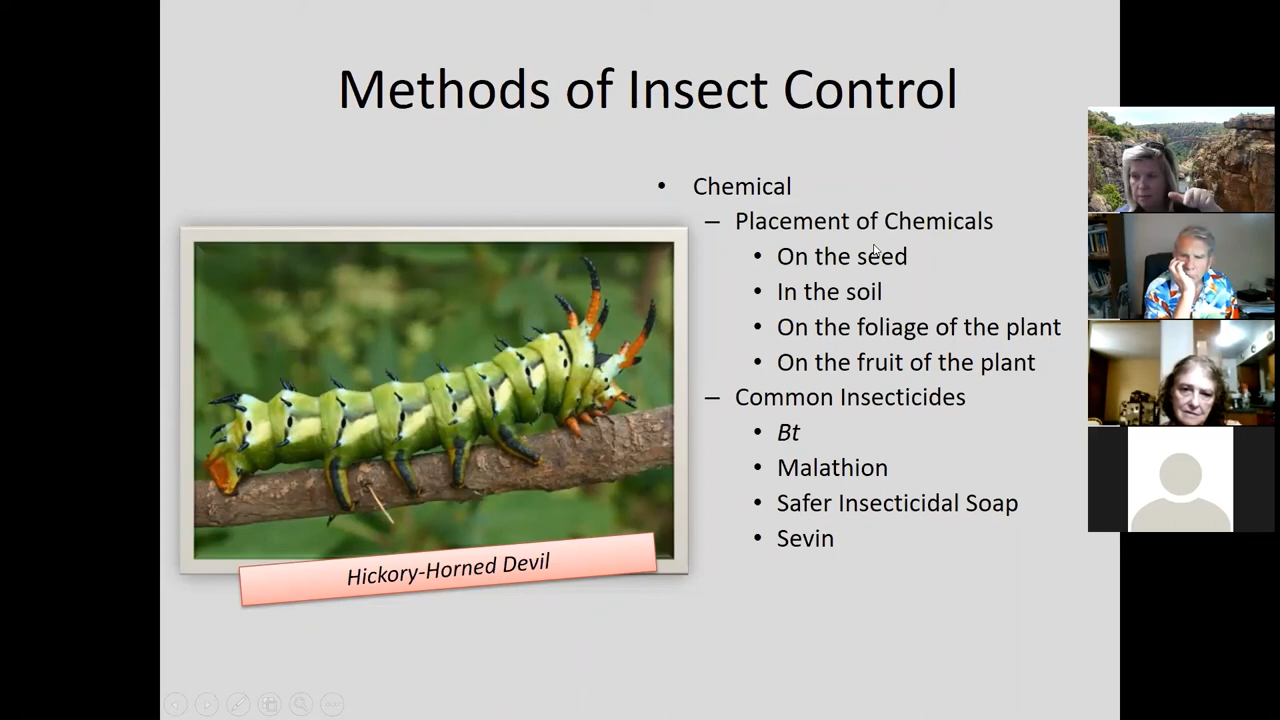 Methods of Insect Control
• Chemical
– Placement of Chemicals
• On the seed
• In the soil
• On the foliage of the plant
• On the fruit of the plant
– Common Insecticides
• Bt
• Malathion
• Safer Insecticidal Soap
• Sevin
Hickory-Horned Devil